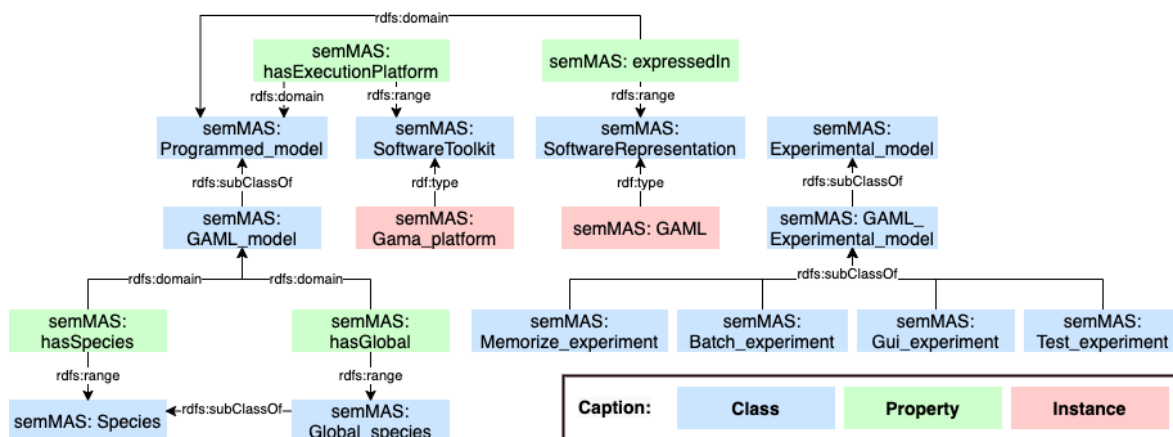 rdfs:domain
semMAS:
hasExecutionPlatform
semMAS: expressedIn
rdfs:domain
rdfs:range
rdfs:range
semMAS:
Programmed_model
semMAS:
SoftwareToolkit
semMAS:
SoftwareRepresentation
semMAS:
Experimental_model
rdfs:subClassOf
rdf:type
rdf:type
rdfs:subClassOf
semMAS:
GAML_model
semMAS:
Gama_platform
semMAS: GAML
semMAS: GAML_
Experimental_model
rdfs:domain
rdfs:domain
rdfs:subClassOf
semMAS:
hasSpecies
semMAS:
hasGlobal
semMAS:
Memorize_experiment
semMAS:
Batch_experiment
semMAS:
Gui_experiment
semMAS:
Test_experiment
rdfs:range
rdfs:range
semMAS: Species
rdfs:subClassOf
semMAS:
Global_species
Caption:
Class
Property
Instance